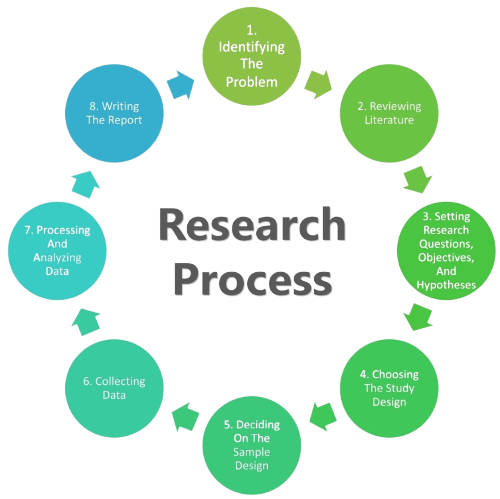 1.
Identifying
The
Problem
2. Reviewing
Literature
3. Setting
Research
Questions,
Objectives,
And
Hypotheses
4. Choosing
The Study
Design
5. Deciding
On The
Sample
Design
6. Collecting
Data
7. Processing
And
Analyzing
Data
8. Writing
The Report
Research
Process